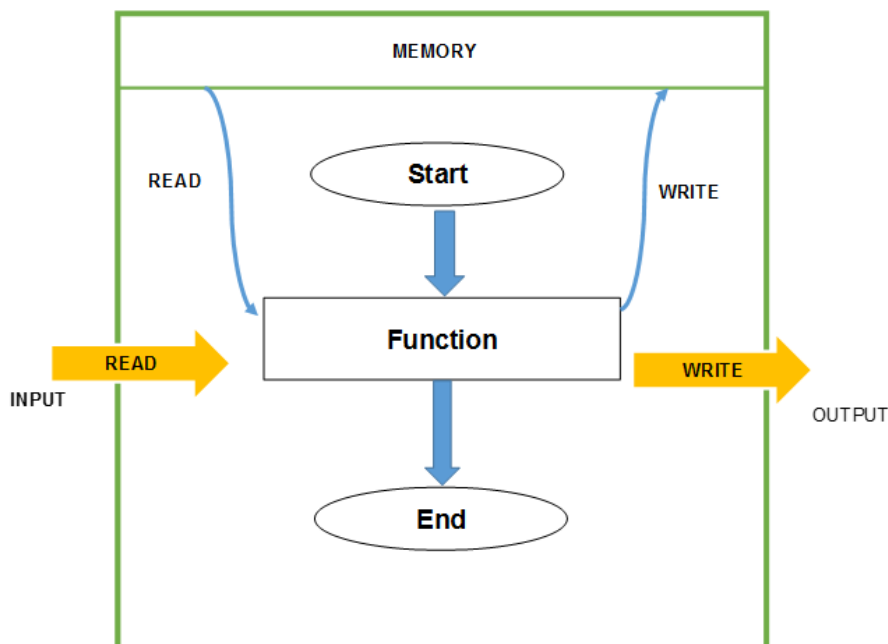 MEMORY
READ
Start
WRITE
Function
READ
WRITE
INPUT
OUTPUT
End